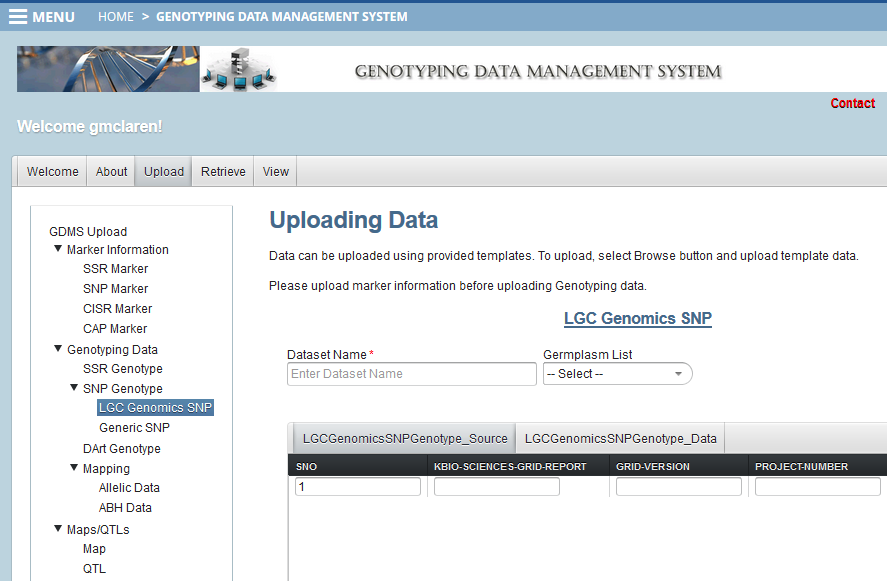 MENU HOME > GENOTYPING DATA MANAGEMENT SYSTEM
GENOTYPING DATA MANAGEMENT SYSTEM
Contact
Welcome gmclaren!
Welcome About Upload Retrieve View
GDMS Upload
Marker Information
SSR Marker
SNP Marker
CISR Marker
CAP Marker
Genotyping Data
SSR Genotype
SNP Genotype
LGC Genomics SNP
Generic SNP
DArt Genotype
Mapping
Allelic Data
ABH Data
Maps/QTLs
Map
QTL
Uploading Data
Data can be uploaded using provided templates. To upload, select Browse button and upload template data.
Please upload marker information before uploading Genotyping data.
LGC Genomics SNP
Dataset Name * Germplasm List
Enter Dataset Name -- Select --
LGCGenomicsSNPGenotype_Source LGCGenomicsSNPGenotype_Data
SNO KBIO-SCIENCES-GRID-REPORT GRID-VERSION PROJECT-NUMBER
1